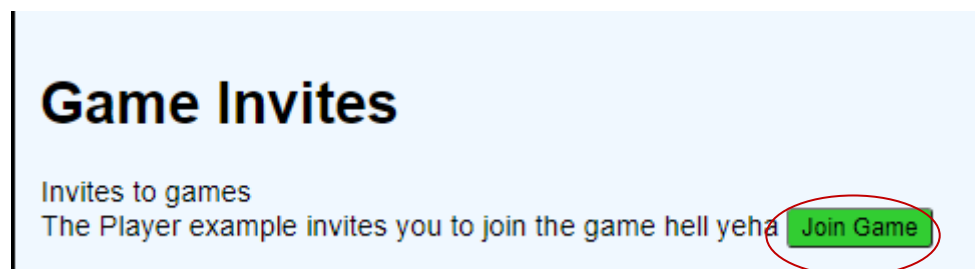 Game Invites
Invites to games
The Player example invites you to join the game hell yeha Join Game